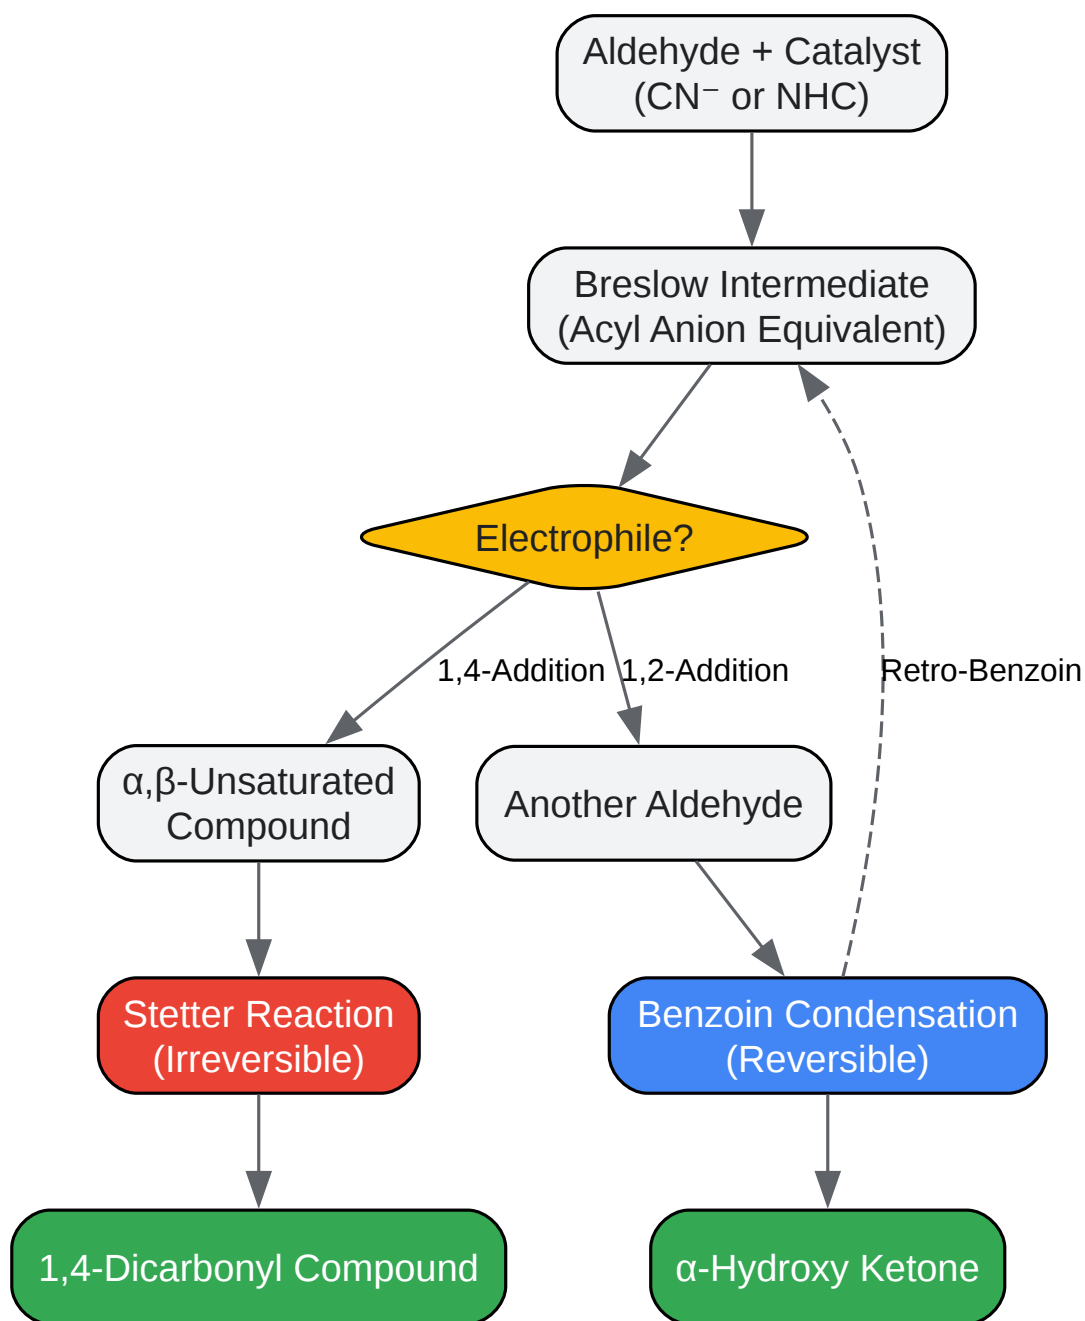 Aldehyde + Catalyst
(CN⁻ or NHC)
Breslow Intermediate
(Acyl Anion Equivalent)
Electrophile?
1,4-Addition
1,2-Addition
Retro-Benzoin
α,β-Unsaturated
Compound
Another Aldehyde
Stetter Reaction
(Irreversible)
Benzoin Condensation
(Reversible)
1,4-Dicarbonyl Compound
α-Hydroxy Ketone